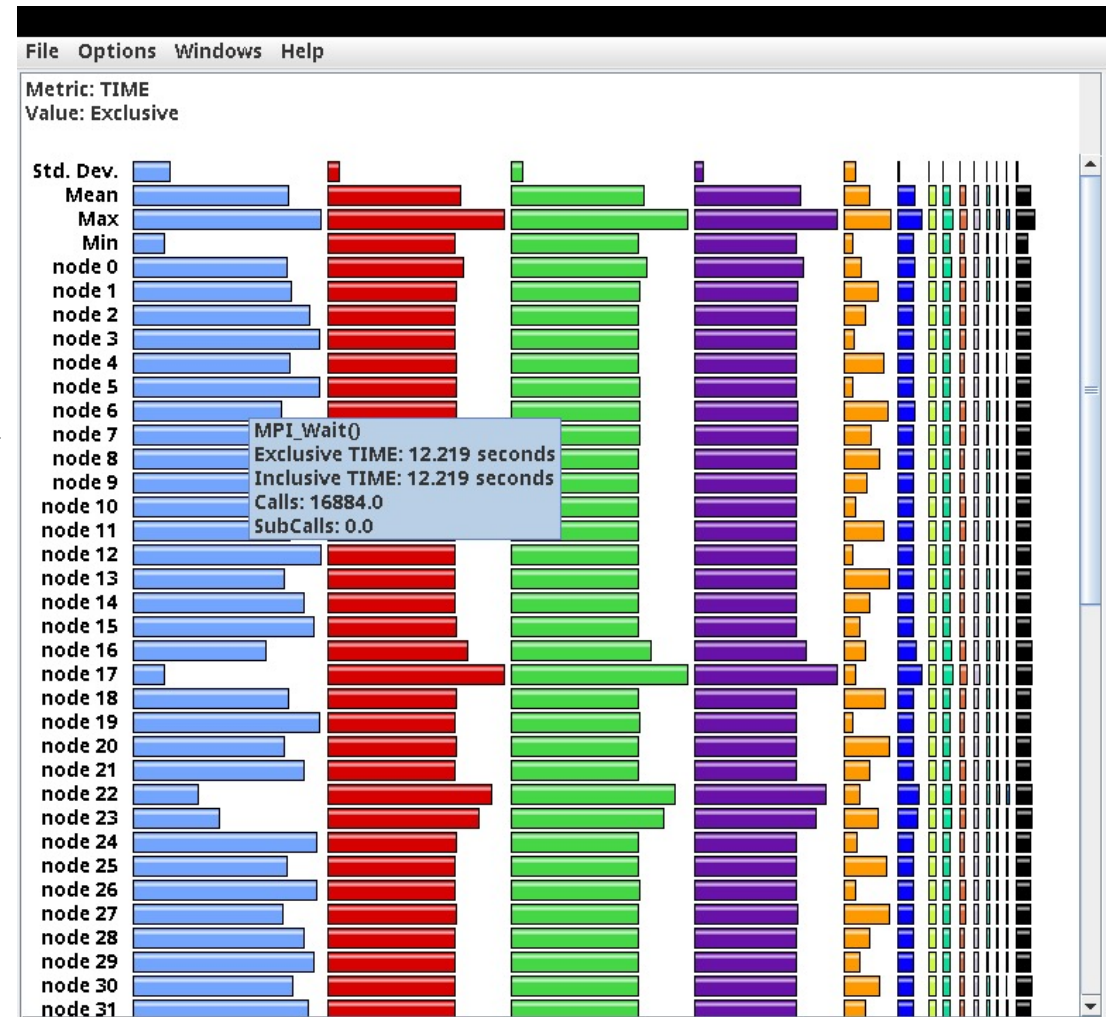 File Options Windows Help
Metric: TIME
Value: Exclusive
Std. Dev.
Mean
Max
Min
node 0
node 1
node 2
node 3
node 4
node 5
node 6
node 7
node 8
node 9
node 10
node 11
node 12
node 13
node 14
node 15
node 16
node 17
node 18
node 19
node 20
node 21
node 22
node 23
node 24
node 25
node 26
node 27
node 28
node 29
node 30
node 31
MPI_Wait()
Exclusive TIME: 12.219 seconds
Inclusive TIME: 12.219 seconds
Calls: 16884.0
SubCalls: 0.0